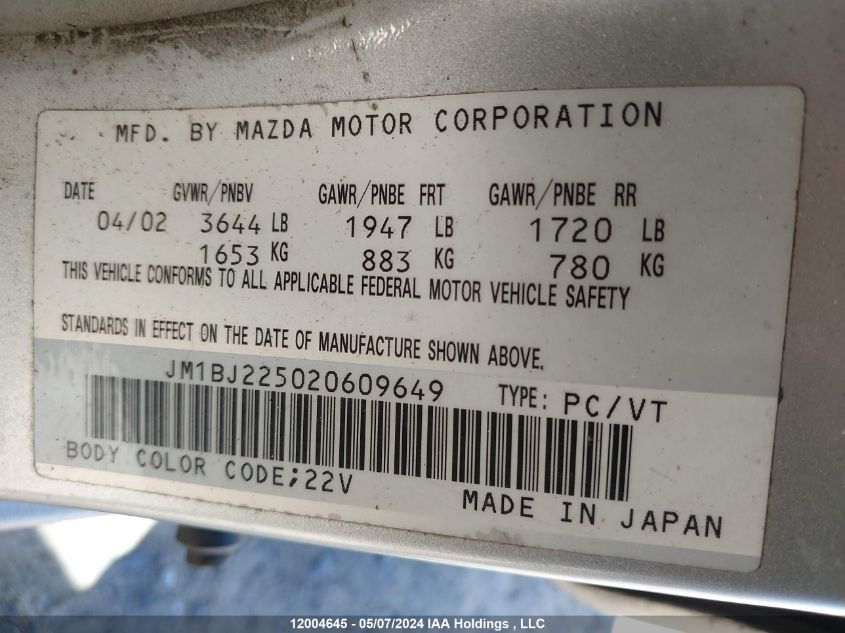 MFD. BY MAZDA MOTOR CORPORATION
DATE GVWR/PNBV GAWR/PNBE FRT GAWR/PNBE RR
04/02 3644 LB 1947 LB 1720 LB
1653 KG 883 KG 780 KG
THIS VEHICLE CONFORMS TO ALL APPLICABLE FEDERAL MOTOR VEHICLE SAFETY
STANDARDS IN EFFECT ON THE DATE OF MANUFACTURE SHOWN ABOVE.
JM1BJ225020609649 TYPE: PC/VT
BODY COLOR CODE;22V
MADE IN JAPAN
12004645 - 05/07/2024 IAA Holdings , LLC